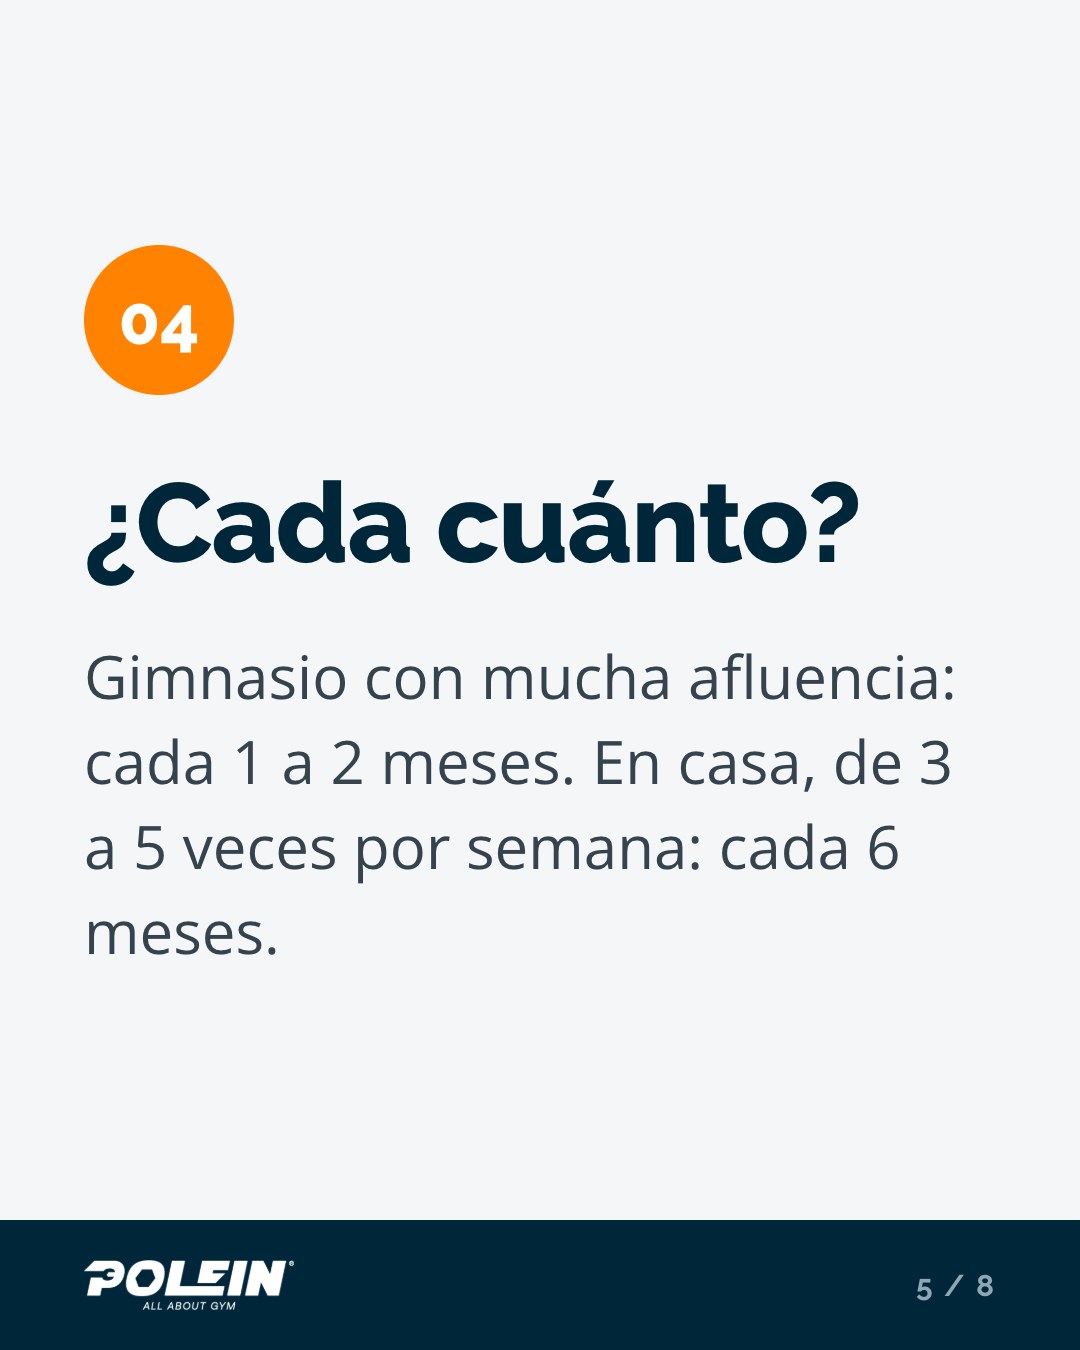 04
¿Cada cuánto?
Gimnasio con mucha afluencia:
cada 1 a 2 meses. En casa, de 3
a 5 veces por semana: cada 6
meses.
POLEIN®
ALL ABOUT GYM
5 / 8